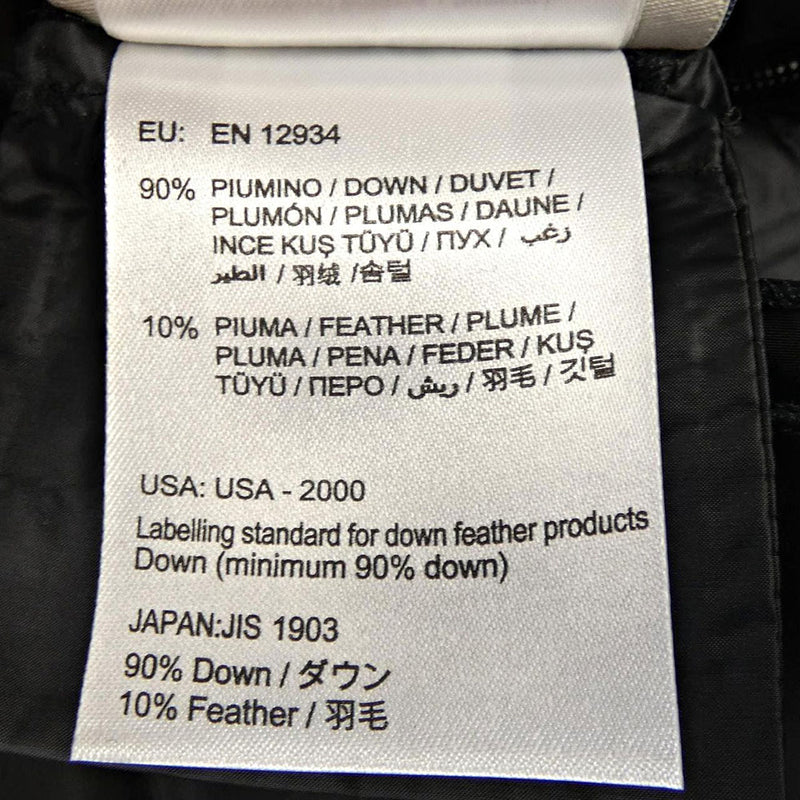 EU: EN 12934
90% PIUMINO / DOWN / DUVET /
PLUMÓN / PLUMAS / DAUNE /
INCE KUŞ TÜYÜ / ПУХ / زغب
الطير / 羽绒 /솜털
10% PIUMA / FEATHER / PLUME /
PLUMA / PENA / FEDER / KUŞ
TÜYÜ / ПЕРО / ريش / 羽毛 / 깃털
USA: USA - 2000
Labelling standard for down feather products
Down (minimum 90% down)
JAPAN:JIS 1903
90% Down / ダウン
10% Feather / 羽毛